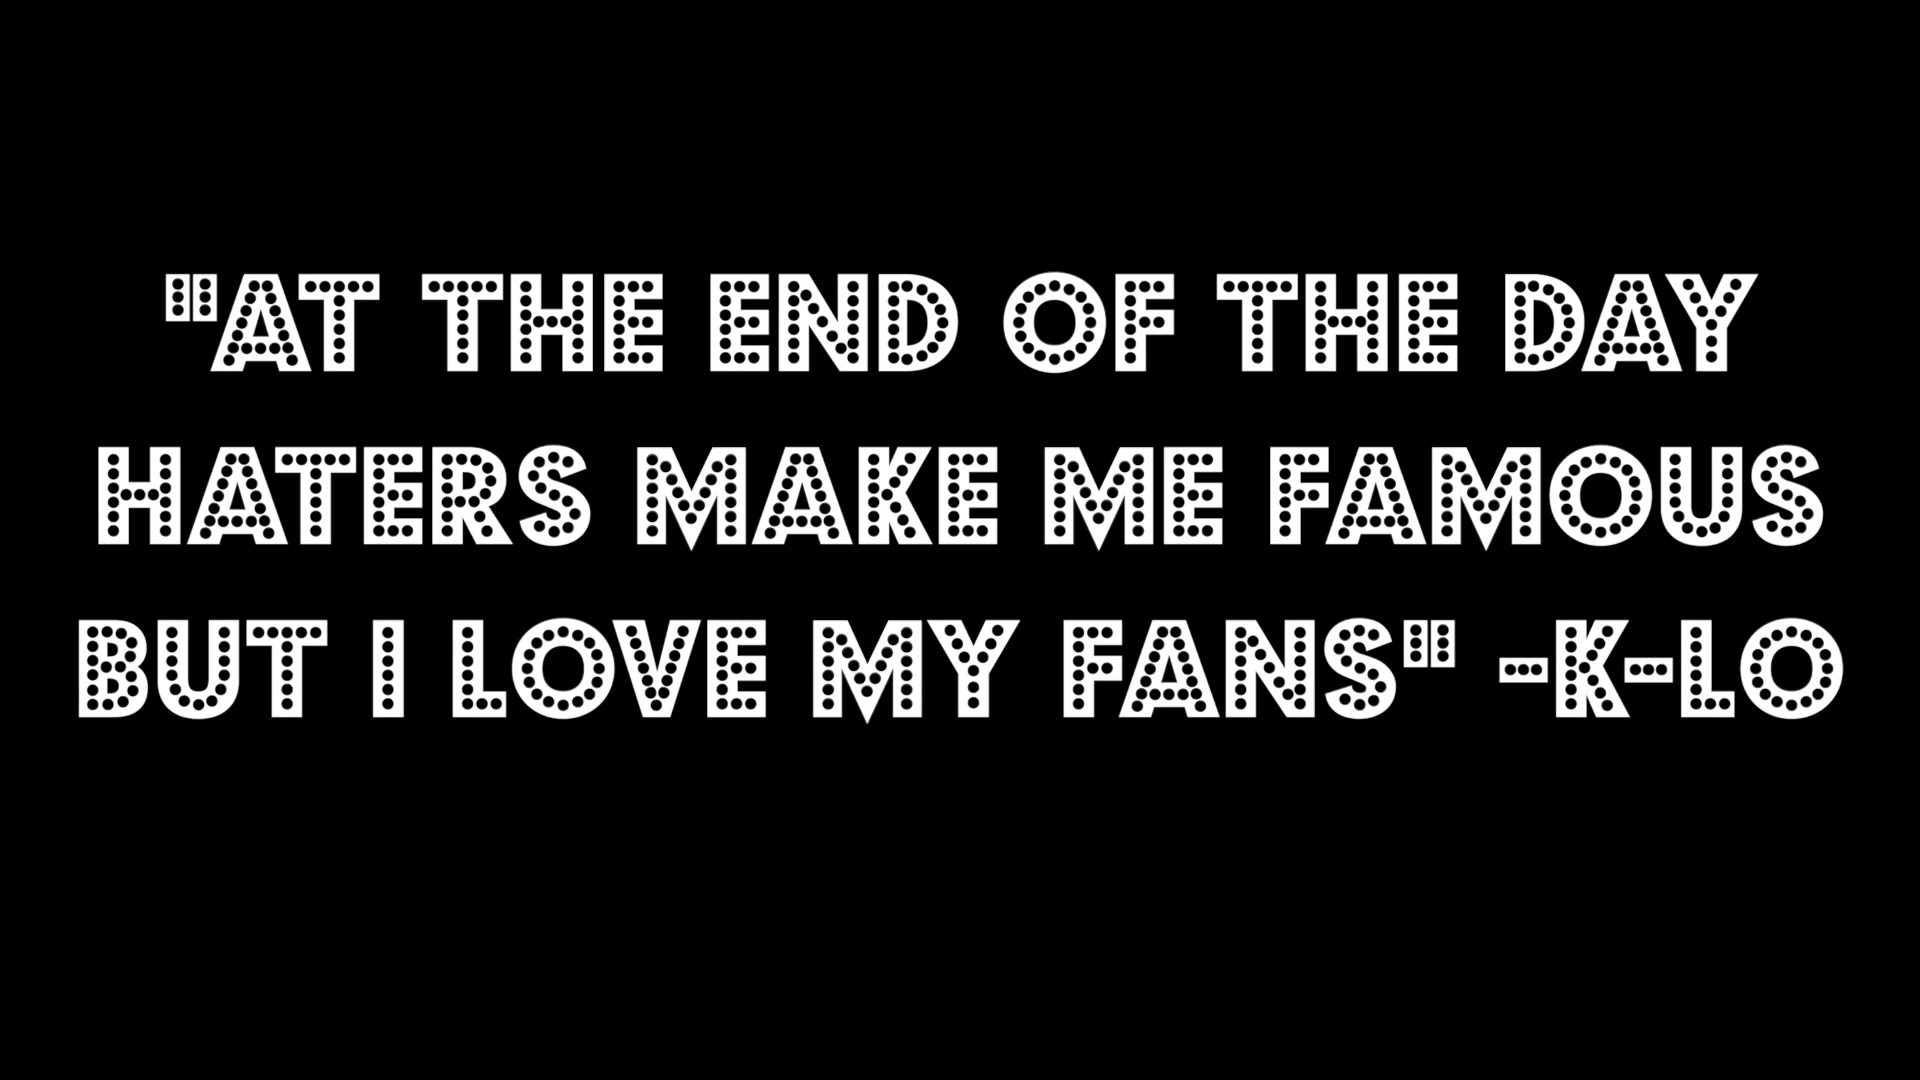 "AT THE END OF THE DAY
HATERS MAKE ME FAMOUS
BUT I LOVE MY FANS" -K-LO